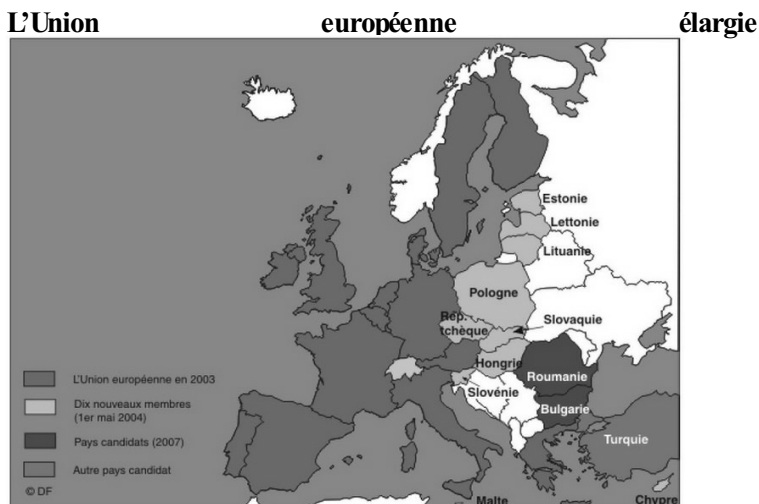 L'Union européenne élargie
Estonie
Lettonie
Lituanie
Pologne
Slovaquie
Rép.
tchèque
Hongrie
Slovénie
Roumanie
Bulgarie
Turquie
Malte
Chypre
L'Union européenne en 2003
Dix nouveaux membres
(1er mai 2004)
Pays candidats (2007)
Autre pays candidat
© DF